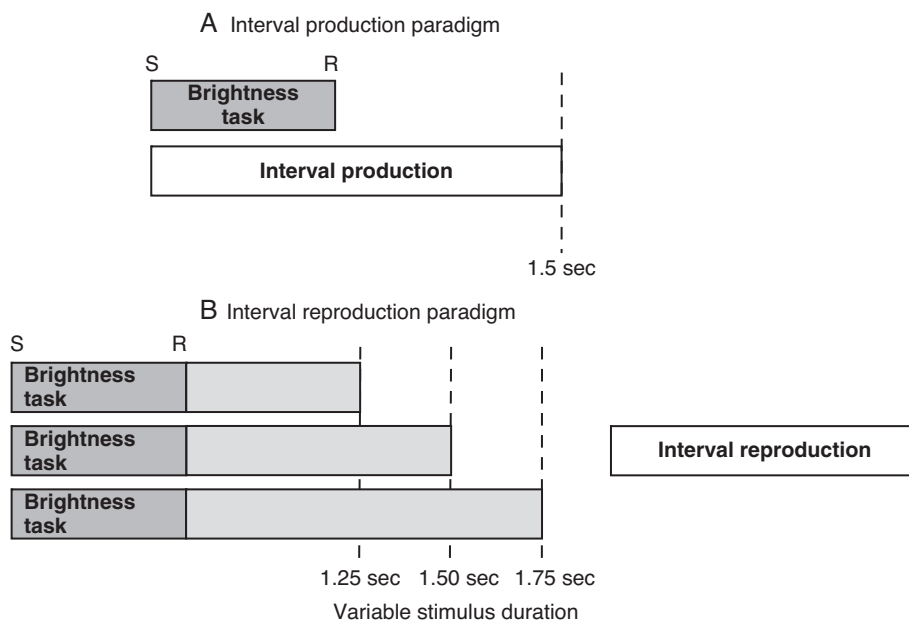 A Interval production paradigm
S R
Brightness
task
Interval production
1.5 sec
B Interval reproduction paradigm
S R
Brightness
task
Brightness
task
Interval reproduction
Brightness
task
1.25 sec 1.50 sec 1.75 sec
Variable stimulus duration